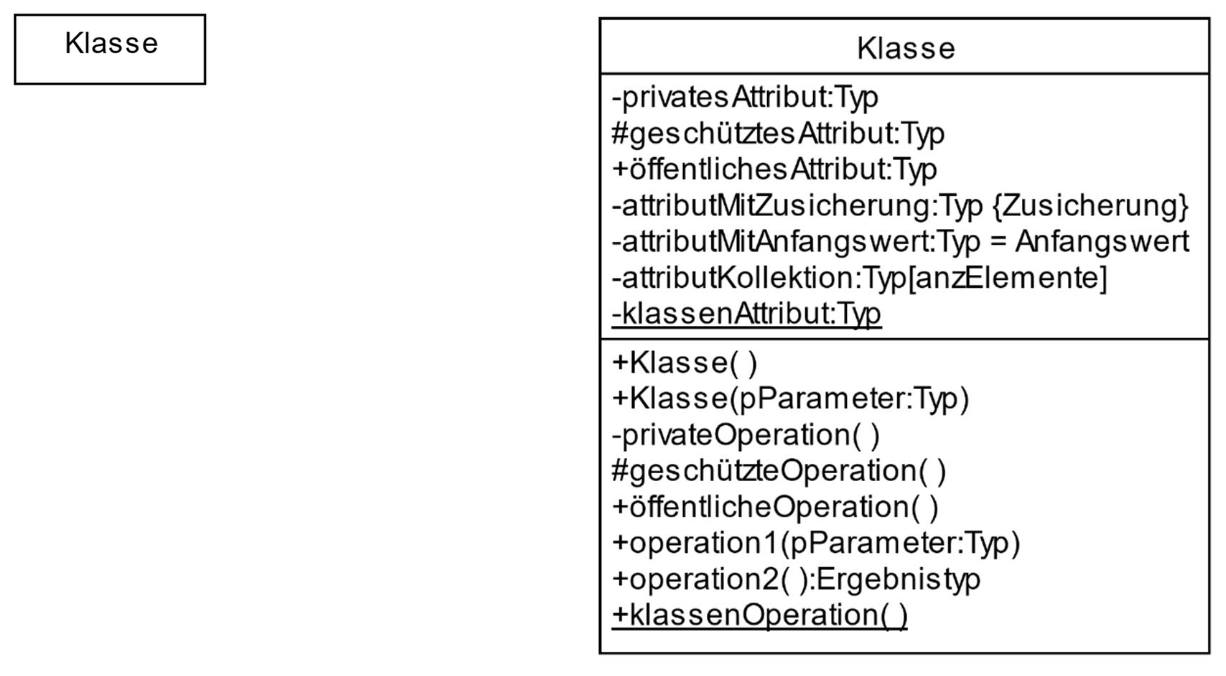 Klasse
Klasse
-privatesAttribut:Typ
#geschütztesAttribut:Typ
+öffentlichesAttribut:Typ
-attributMitZusicherung:Typ {Zusicherung}
-attributMitAnfangswert:Typ = Anfangswert
-attributKollektion:Typ[anzElemente]
-klassenAttribut:Typ
+Klasse( )
+Klasse(pParameter:Typ)
-privateOperation( )
#geschützteOperation( )
+öffentlicheOperation( )
+operation1(pParameter:Typ)
+operation2( ):Ergebnistyp
+klassenOperation( )